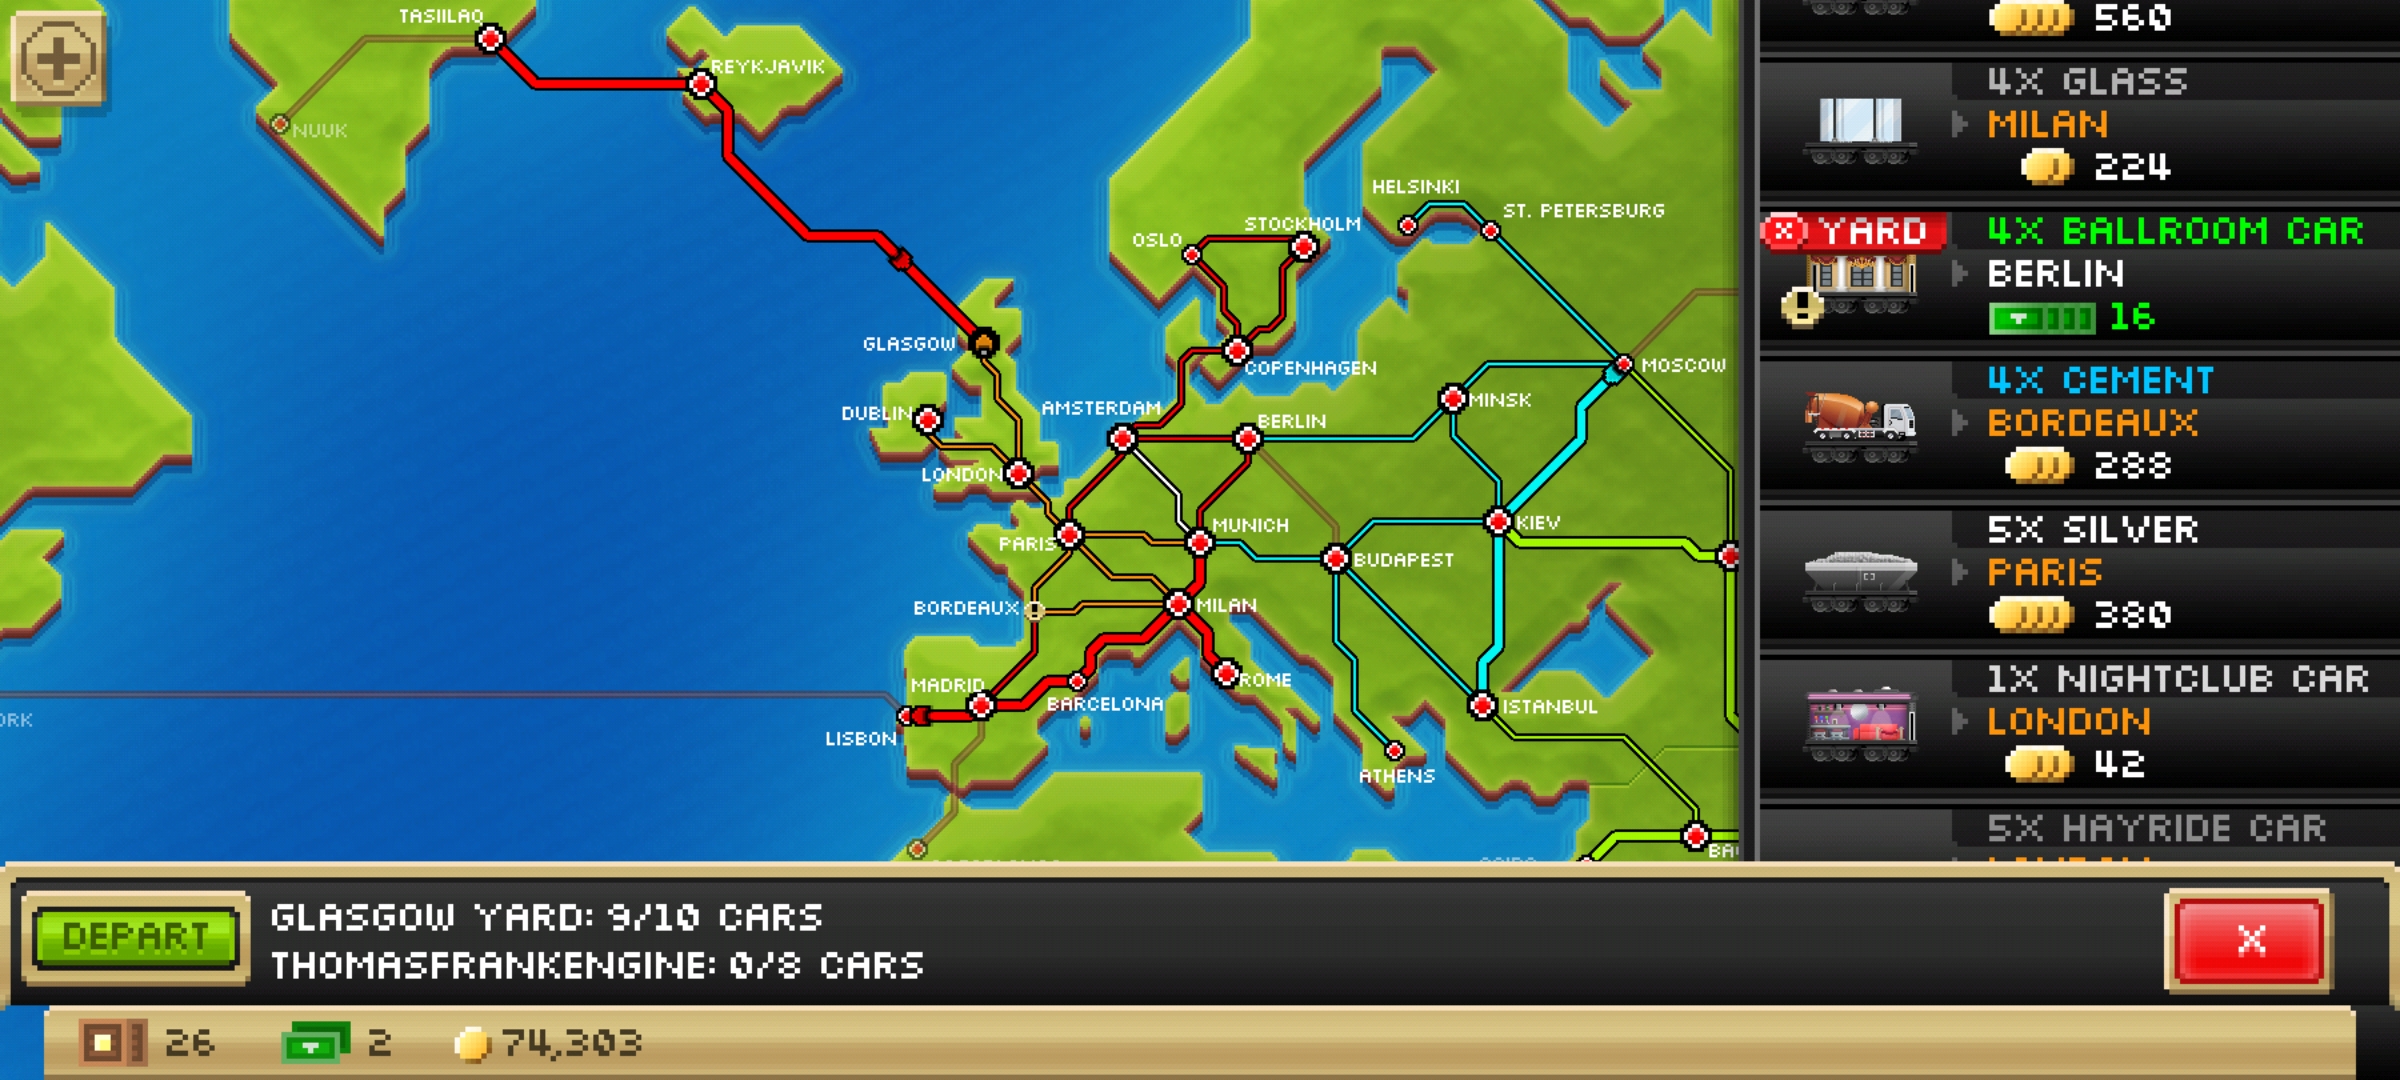 TASIILAQ
REYKJAVIK
NUUK
HELSINKI
ST. PETERSBURG
STOCKHOLM
OSLO
GLASGOW
COPENHAGEN
MOSCOW
DUBLIN
AMSTERDAM
BERLIN
MINSK
LONDON
PARIS
MUNICH
KIEV
BUDAPEST
BORDEAUX
MILAN
MADRID
BARCELONA
ROME
ISTANBUL
LISBON
ATHENS
560
4X GLASS
MILAN
224
X YARD
4X BALLROOM CAR
BERLIN
! 16
4X CEMENT
BORDEAUX
288
5X SILVER
PARIS
380
1X NIGHTCLUB CAR
LONDON
42
5X HAYRIDE CAR
DEPART
GLASGOW YARD: 9/10 CARS
THOMASFRANKENGINE: 0/8 CARS
X
26 2 74,303